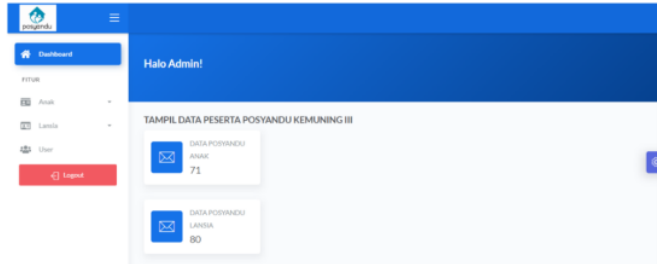 posyandu
Dashboard
Halo Admin!
FITUR
Anak
Lansia
User
Logout
TAMPIL DATA PESERTA POSYANDU KEMUNING III
DATA POSYANDU
ANAK
71
DATA POSYANDU
LANSIA
80